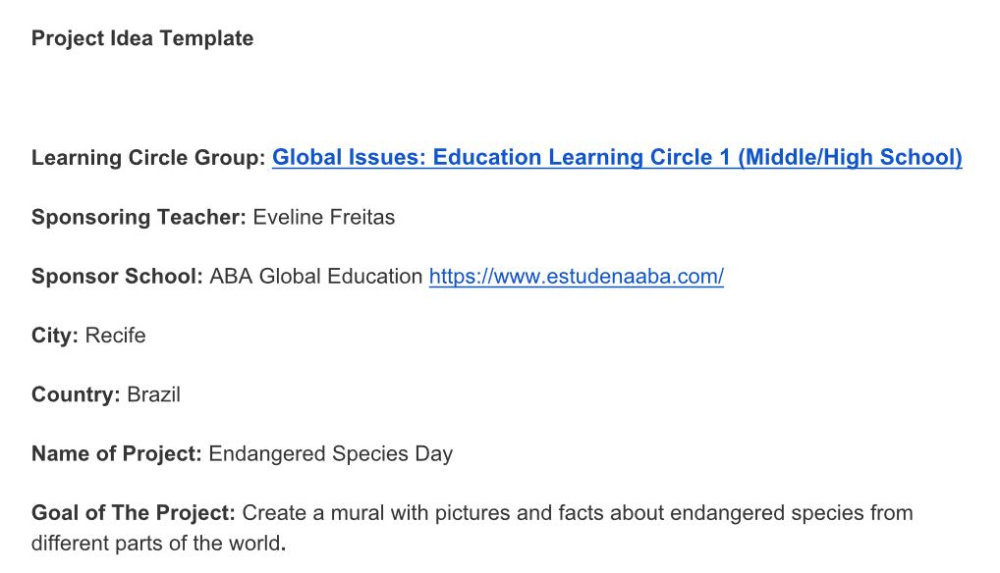 Project Idea Template
Learning Circle Group: Global Issues: Education Learning Circle 1 (Middle/High School)
Sponsoring Teacher: Eveline Freitas
Sponsor School: ABA Global Education https://www.estudenaaba.com/
City: Recife
Country: Brazil
Name of Project: Endangered Species Day
Goal of The Project: Create a mural with pictures and facts about endangered species from
different parts of the world.